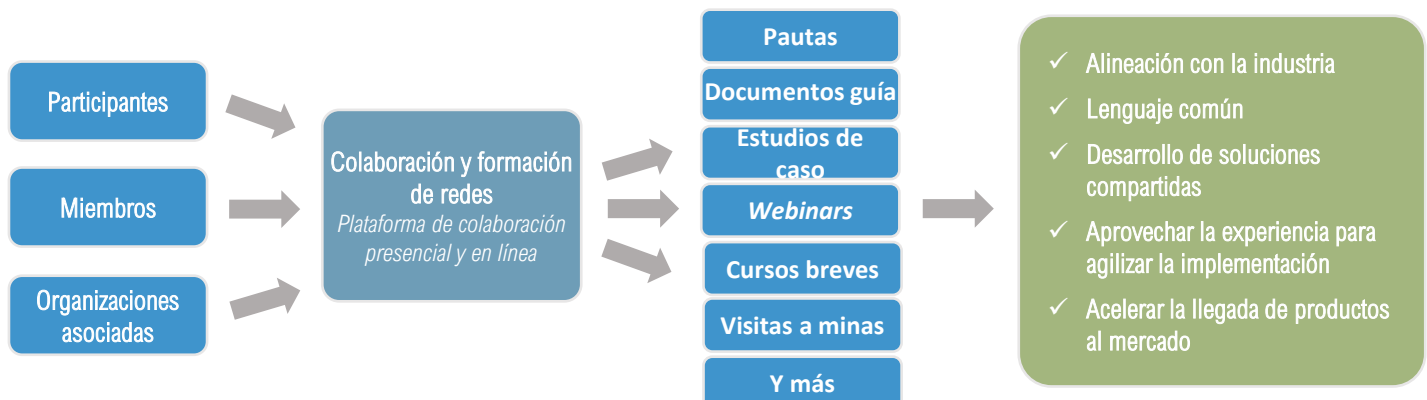 Participantes
Miembros
Organizaciones
asociadas
Colaboración y formación
de redes
Plataforma de colaboración
presencial y en línea
Pautas
Documentos guía
Estudios de
caso
Webinars
Cursos breves
Visitas a minas
Y más
✓ Alineación con la industria
✓ Lenguaje común
✓ Desarrollo de soluciones
compartidas
✓ Aprovechar la experiencia para
agilizar la implementación
✓ Acelerar la llegada de productos
al mercado